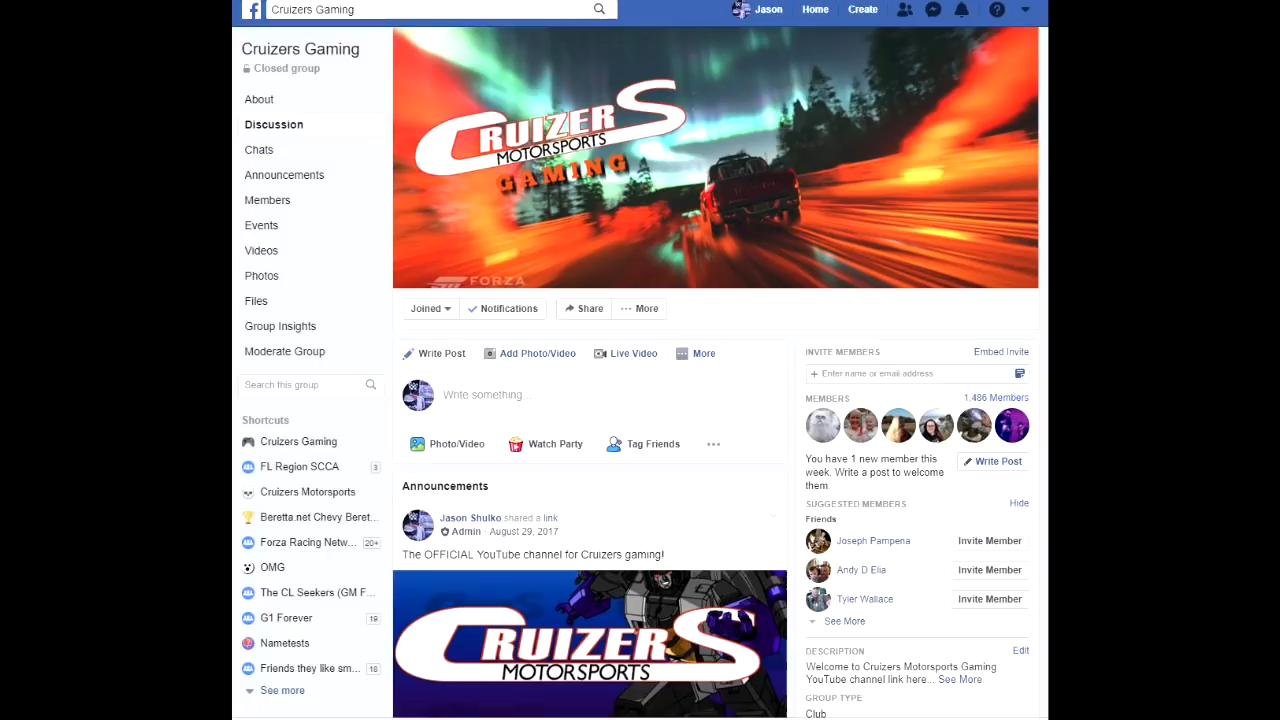 Cruizers Gaming
Jason
Home
Create
Cruizers Gaming
Closed group
About
Discussion
Chats
Announcements
Members
Events
Videos
Photos
Files
Group Insights
Moderate Group
Search this group
Shortcuts
Cruizers Gaming
FL Region SCCA 3
Cruizers Motorsports
Beretta.net Chevy Beret...
Forza Racing Netw... 20+
OMG
The CL Seekers (GM F...
G1 Forever 19
Nametests
Friends they like sm... 18
See more
CRUIZERS
MOTORSPORTS
GAMING
FORZA
Joined
Notifications
Share
More
Write Post
Add Photo/Video
Live Video
More
Write something...
Photo/Video
Watch Party
Tag Friends
Announcements
Jason Shulko shared a link
Admin · August 29, 2017
The OFFICIAL YouTube channel for Cruizers gaming!
CRUIZERS
MOTORSPORTS
INVITE MEMBERS
Embed Invite
+ Enter name or email address
MEMBERS
1,486 Members
You have 1 new member this
week. Write a post to welcome
them.
Write Post
SUGGESTED MEMBERS
Hide
Friends
Joseph Pampena
Invite Member
Andy D Elia
Invite Member
Tyler Wallace
Invite Member
See More
DESCRIPTION
Edit
Welcome to Cruizers Motorsports Gaming
YouTube channel link here... See More
GROUP TYPE
Club